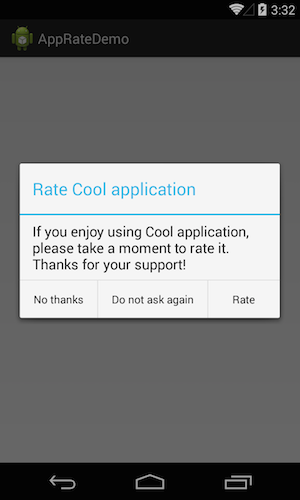 3:32
AppRateDemo
Rate Cool application
If you enjoy using Cool application,
please take a moment to rate it.
Thanks for your support!
No thanks
Do not ask again
Rate